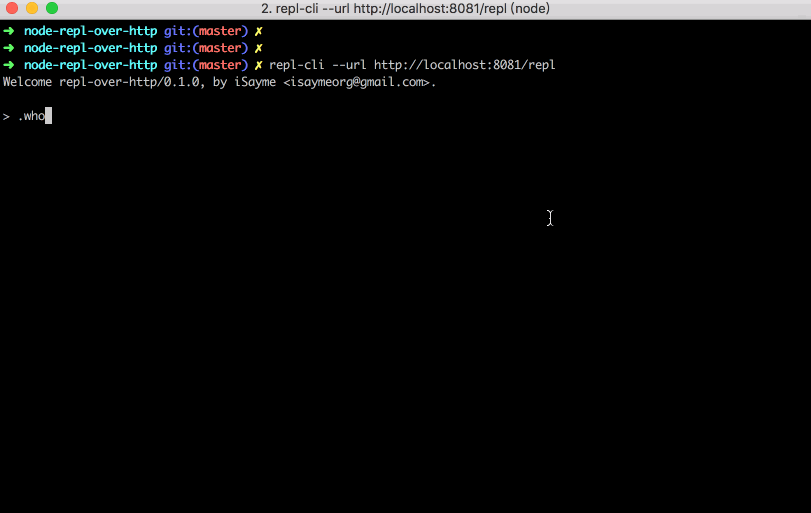 2. repl-cli --url http://localhost:8081/repl (node)
➜ node-repl-over-http git:(master) ✗
➜ node-repl-over-http git:(master) ✗
➜ node-repl-over-http git:(master) ✗ repl-cli --url http://localhost:8081/repl
Welcome repl-over-http/0.1.0, by iSayme <isaymeorg@gmail.com>.
> .who